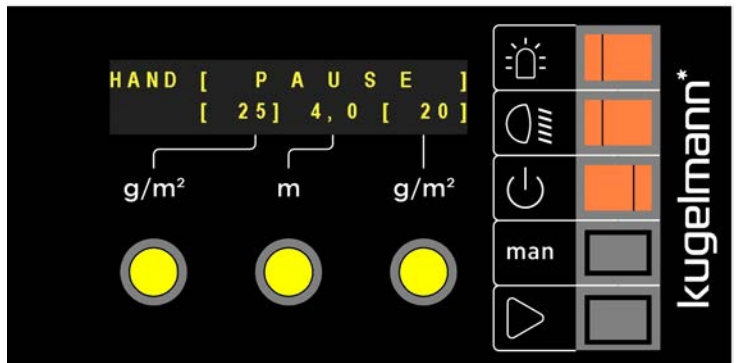 HAND [ P A U S E ]
[ 25] 4,0 [ 20]
g/m² m g/m²
man
kugelmann*